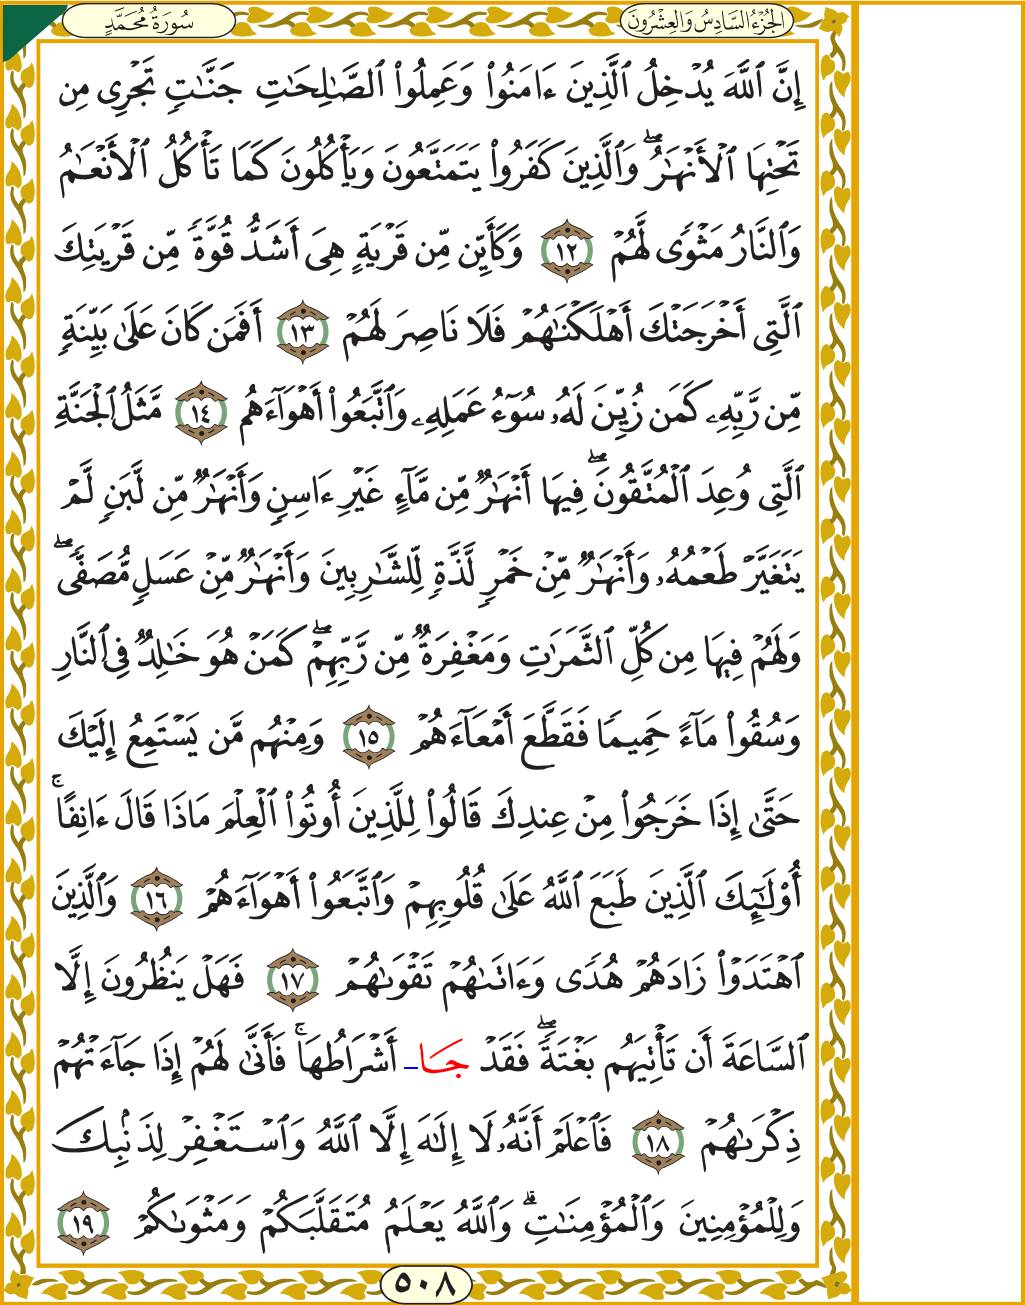 الجُزْءُ السَّادِسُ وَالعِشْرُونَ
سُورَةُ مُحَمَّدٍ
إِنَّ ٱللَّهَ يُدۡخِلُ ٱلَّذِينَ ءَامَنُوا۟ وَعَمِلُوا۟ ٱلصَّـٰلِحَـٰتِ جَنَّـٰتٍ تَجۡرِى مِن
تَحۡتِهَا ٱلۡأَنۡهَـٰرُۖ وَٱلَّذِينَ كَفَرُوا۟ يَتَمَتَّعُونَ وَيَأۡكُلُونَ كَمَا تَأۡكُلُ ٱلۡأَنۡعَـٰمُ
وَٱلنَّارُ مَثۡوًى لَّهُمۡ ١٢ وَكَأَيِّن مِّن قَرۡيَةٍ هِىَ أَشَدُّ قُوَّةً مِّن قَرۡيَتِكَ
ٱلَّتِىٓ أَخۡرَجَتۡكَ أَهۡلَكۡنَـٰهُمۡ فَلَا نَاصِرَ لَهُمۡ ١٣ أَفَمَن كَانَ عَلَىٰ بَيِّنَةٍ
مِّن رَّبِّهِۦ كَمَن زُيِّنَ لَهُۥ سُوٓءُ عَمَلِهِۦ وَٱتَّبَعُوٓا۟ أَهۡوَآءَهُم ١٤ مَّثَلُ ٱلۡجَنَّةِ
ٱلَّتِى وُعِدَ ٱلۡمُتَّقُونَۖ فِيهَآ أَنۡهَـٰرٌ مِّن مَّآءٍ غَيۡرِ ءَاسِنٍ وَأَنۡهَـٰرٌ مِّن لَّبَنٍ لَّمۡ
يَتَغَيَّرۡ طَعۡمُهُۥ وَأَنۡهَـٰرٌ مِّنۡ خَمۡرٍ لَّذَّةٍ لِّلشَّـٰرِبِينَ وَأَنۡهَـٰرٌ مِّنۡ عَسَلٍ مُّصَفًّىۖ
وَلَهُمۡ فِيهَا مِن كُلِّ ٱلثَّمَرَٰتِ وَمَغۡفِرَةٌ مِّن رَّبِّهِمۡۖ كَمَنۡ هُوَ خَـٰلِدٌ فِى ٱلنَّارِ
وَسُقُوا۟ مَآءً حَمِيمًا فَقَطَّعَ أَمۡعَآءَهُمۡ ١٥ وَمِنۡهُم مَّن يَسۡتَمِعُ إِلَيۡكَ
حَتَّىٰٓ إِذَا خَرَجُوا۟ مِنۡ عِندِكَ قَالُوا۟ لِلَّذِينَ أُوتُوا۟ ٱلۡعِلۡمَ مَاذَا قَالَ ءَانِفًاۚ
أُو۟لَـٰٓئِكَ ٱلَّذِينَ طَبَعَ ٱللَّهُ عَلَىٰ قُلُوبِهِمۡ وَٱتَّبَعُوٓا۟ أَهۡوَآءَهُمۡ ١٦ وَٱلَّذِينَ
ٱهۡتَدَوۡا۟ زَادَهُمۡ هُدًى وَءَاتَىٰهُمۡ تَقۡوَىٰهُمۡ ١٧ فَهَلۡ يَنظُرُونَ إِلَّا
ٱلسَّاعَةَ أَن تَأۡتِيَهُم بَغۡتَةًۖ فَقَدۡ جَـا أَشۡرَاطُهَاۚ فَأَنَّىٰ لَهُمۡ إِذَا جَآءَتۡهُمۡ
ذِكۡرَىٰهُمۡ ١٨ فَٱعۡلَمۡ أَنَّهُۥ لَآ إِلَـٰهَ إِلَّا ٱللَّهُ وَٱسۡتَغۡفِرۡ لِذَنۢبِكَ
وَلِلۡمُؤۡمِنِينَ وَٱلۡمُؤۡمِنَـٰتِۗ وَٱللَّهُ يَعۡلَمُ مُتَقَلَّبَكُمۡ وَمَثۡوَىٰكُمۡ ١٩
٥٠٨